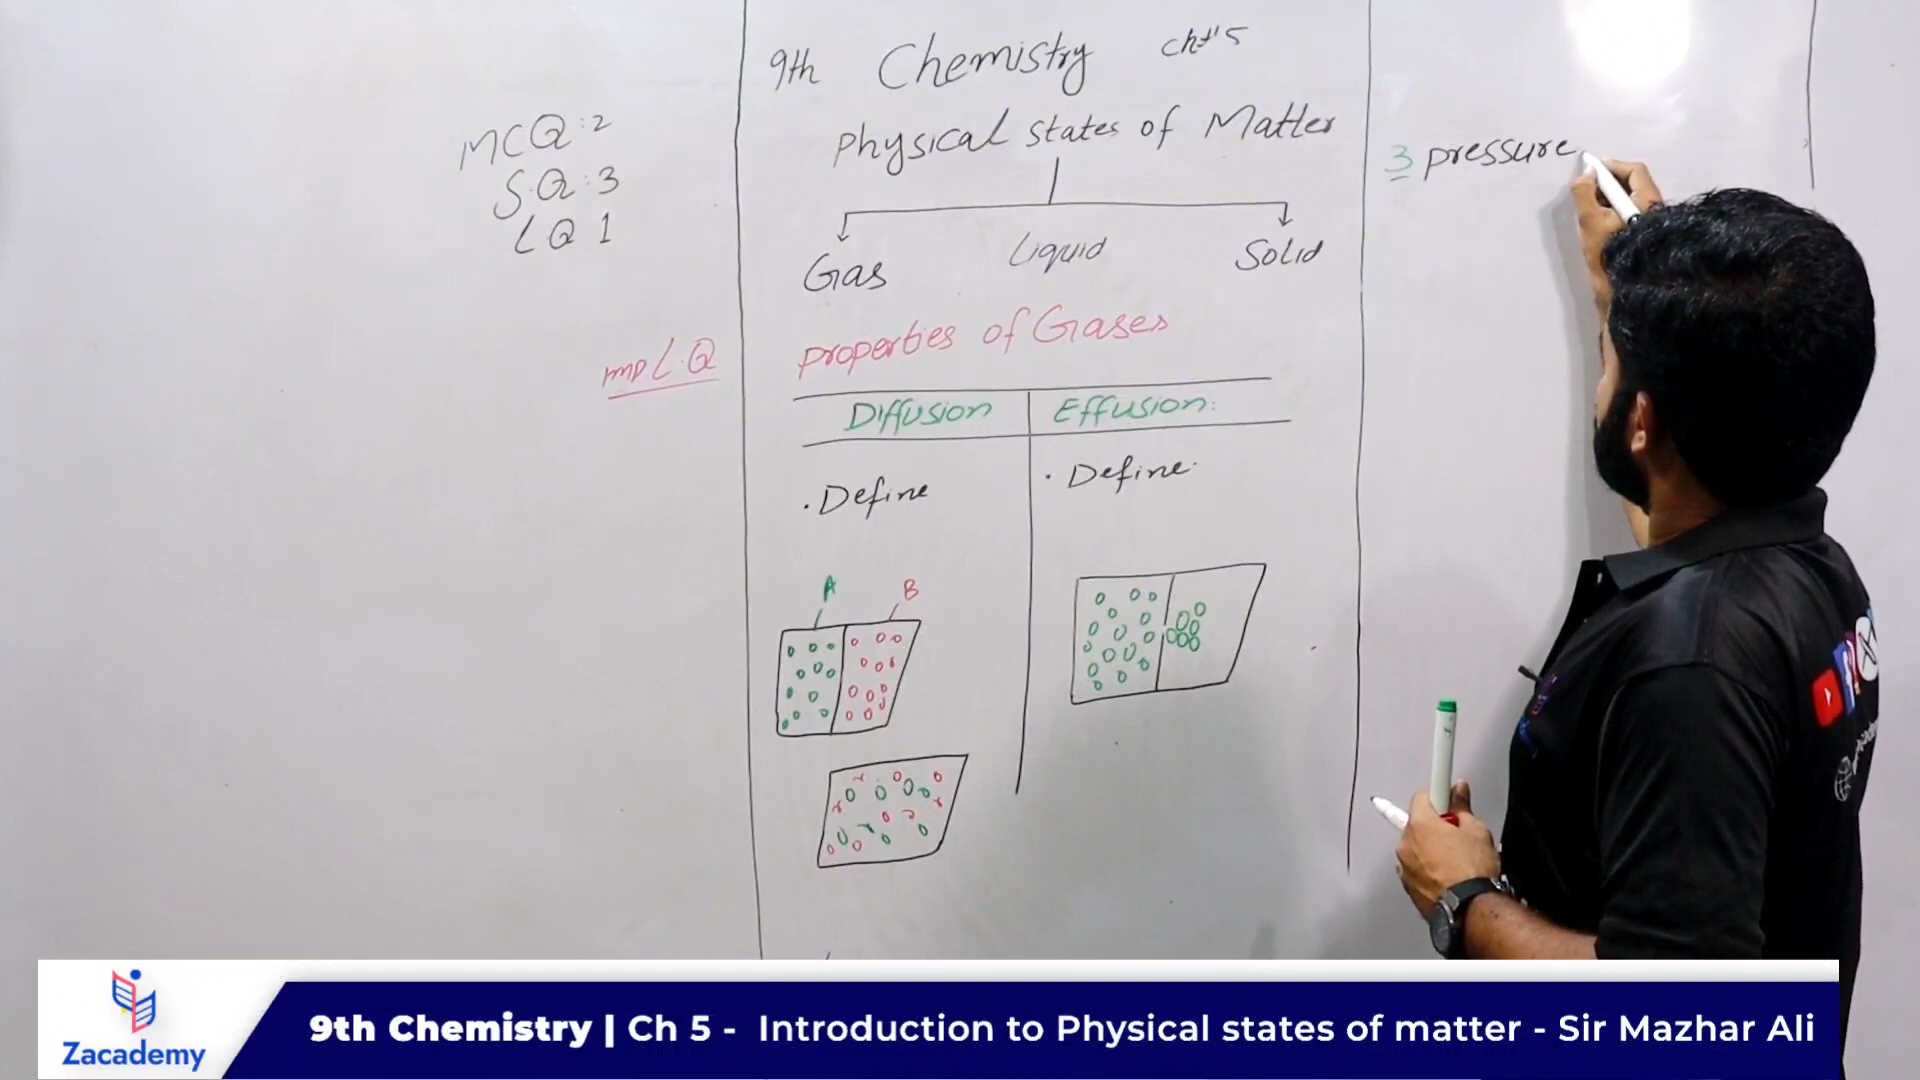 9th Chemistry Cht'5
Physical States of Matter
Gas Liquid Solid
MCQ:2
S.Q:3
LQ 1
properties of Gases
imp L.Q
Diffusion Effusion:
. Define . Define.
A B
3 pressure
Zacademy
9th Chemistry | Ch 5 - Introduction to Physical states of matter - Sir Mazhar Ali